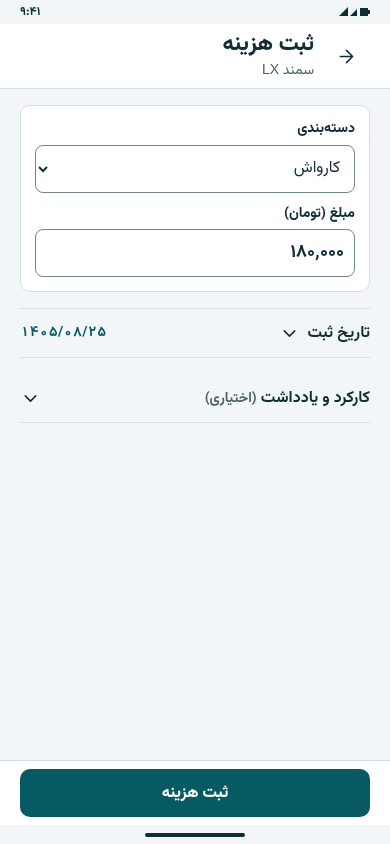 ۹:۴۱
ثبت هزینه
سمند LX
دسته‌بندی
کارواش
مبلغ (تومان)
۱۸۰,۰۰۰
تاریخ ثبت
۱۴۰۵/۰۸/۲۵
کارکرد و یادداشت (اختیاری)
ثبت هزینه